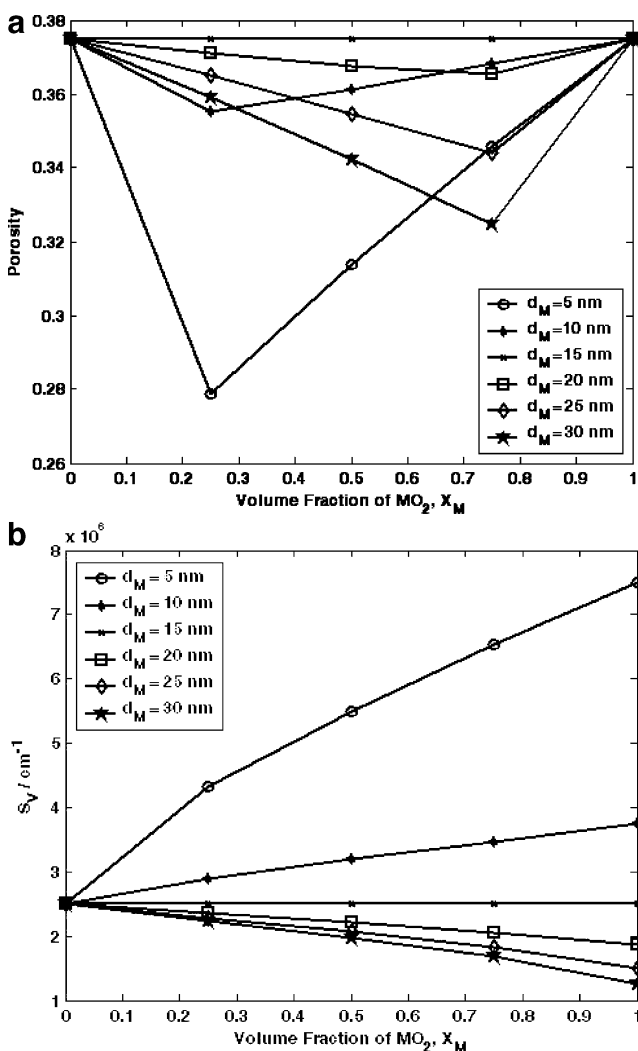 a
0.38
0.36
0.34
0.32
0.3
0.28
0.26
Porosity
d_M=5 nm
d_M=10 nm
d_M=15 nm
d_M=20 nm
d_M=25 nm
d_M=30 nm
0 0.1 0.2 0.3 0.4 0.5 0.6 0.7 0.8 0.9 1
Volume Fraction of MO₂, X_M
b
x 10⁶
8
7
6
5
4
3
2
1
S_V / cm⁻¹
d_M=5 nm
d_M=10 nm
d_M=15 nm
d_M=20 nm
d_M=25 nm
d_M=30 nm
0 0.1 0.2 0.3 0.4 0.5 0.6 0.7 0.8 0.9 1
Volume Fraction of MO₂, X_M